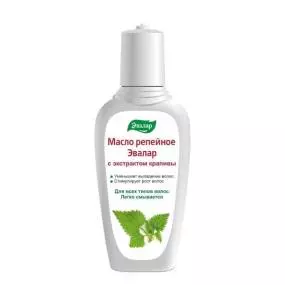 Эвалар
Масло репейное
Эвалар
с экстрактом крапивы
Уменьшает выпадение волос
Стимулирует рост волос
Для всех типов волос
Легко смывается